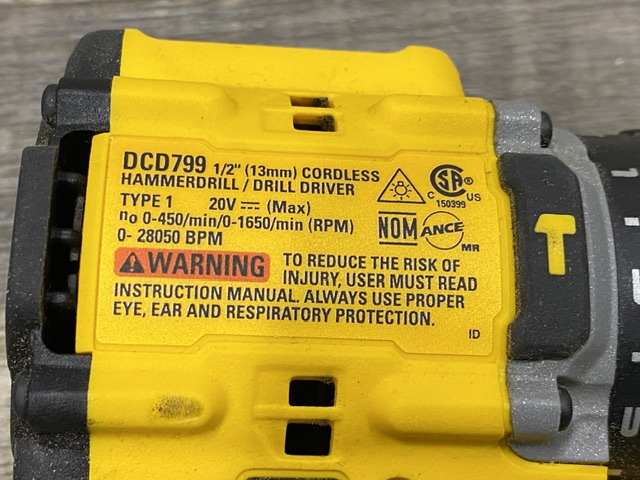 DCD799 1/2" (13mm) CORDLESS
HAMMERDRILL / DRILL DRIVER
TYPE 1 20V ⎓ (Max)
no 0-450/min/0-1650/min (RPM)
0- 28050 BPM
C SA US
150399
NOM ANCE
MR
⚠WARNING TO REDUCE THE RISK OF
INJURY, USER MUST READ
INSTRUCTION MANUAL. ALWAYS USE PROPER
EYE, EAR AND RESPIRATORY PROTECTION.
ID
1